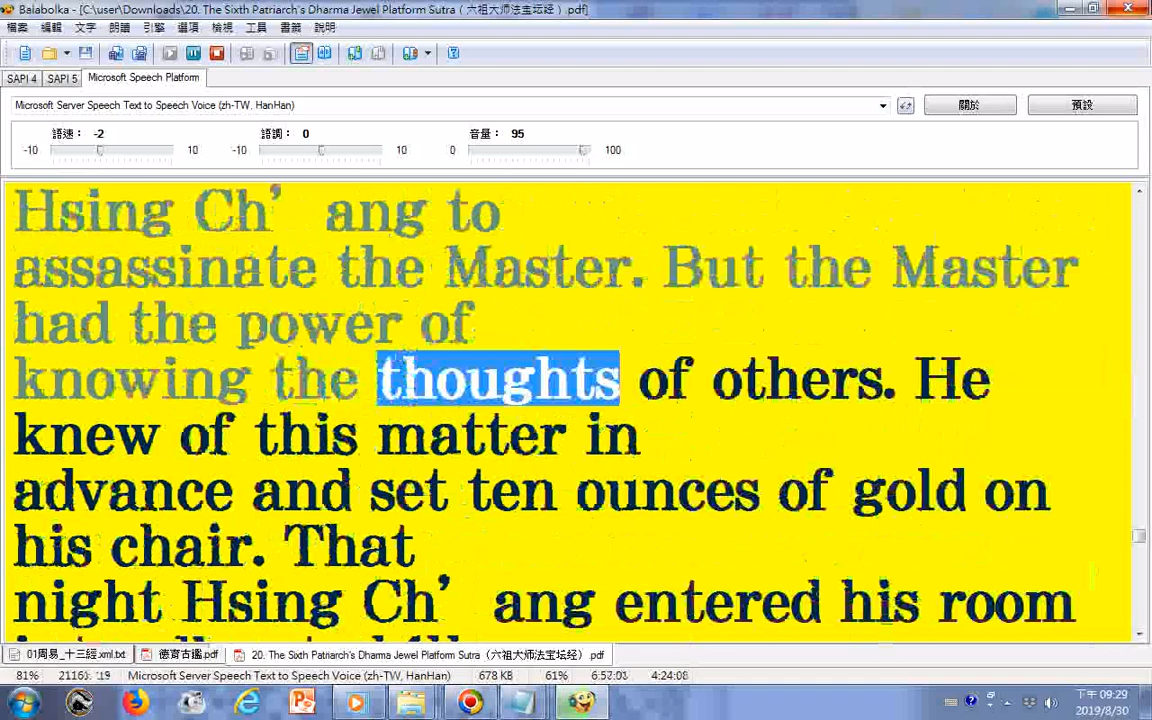 Balabolka - [C:\user\Downloads\20. The Sixth Patriarch's Dharma Jewel Platform Sutra（六祖大师法宝坛经）.pdf]
檔案 編輯 文字 朗讀 引擎 選項 檢視 工具 書籤 說明
SAPI 4 SAPI 5 Microsoft Speech Platform
Microsoft Server Speech Text to Speech Voice (zh-TW, HanHan) 關於 預設
語速： -2 語調： 0 音量： 95
-10 10 -10 10 0 100
Hsing Ch' ang to
assassinate the Master. But the Master
had the power of
knowing the thoughts of others. He
knew of this matter in
advance and set ten ounces of gold on
his chair. That
night Hsing Ch' ang entered his room
01周易_十三經.xml.txt 德育古鑑.pdf 20. The Sixth Patriarch's Dharma Jewel Platform Sutra（六祖大师法宝坛经）.pdf
81% Microsoft Server Speech Text to Speech Voice (zh-TW, HanHan) 678 KB 61% 4:24:08
下午 09:29
2019/8/30